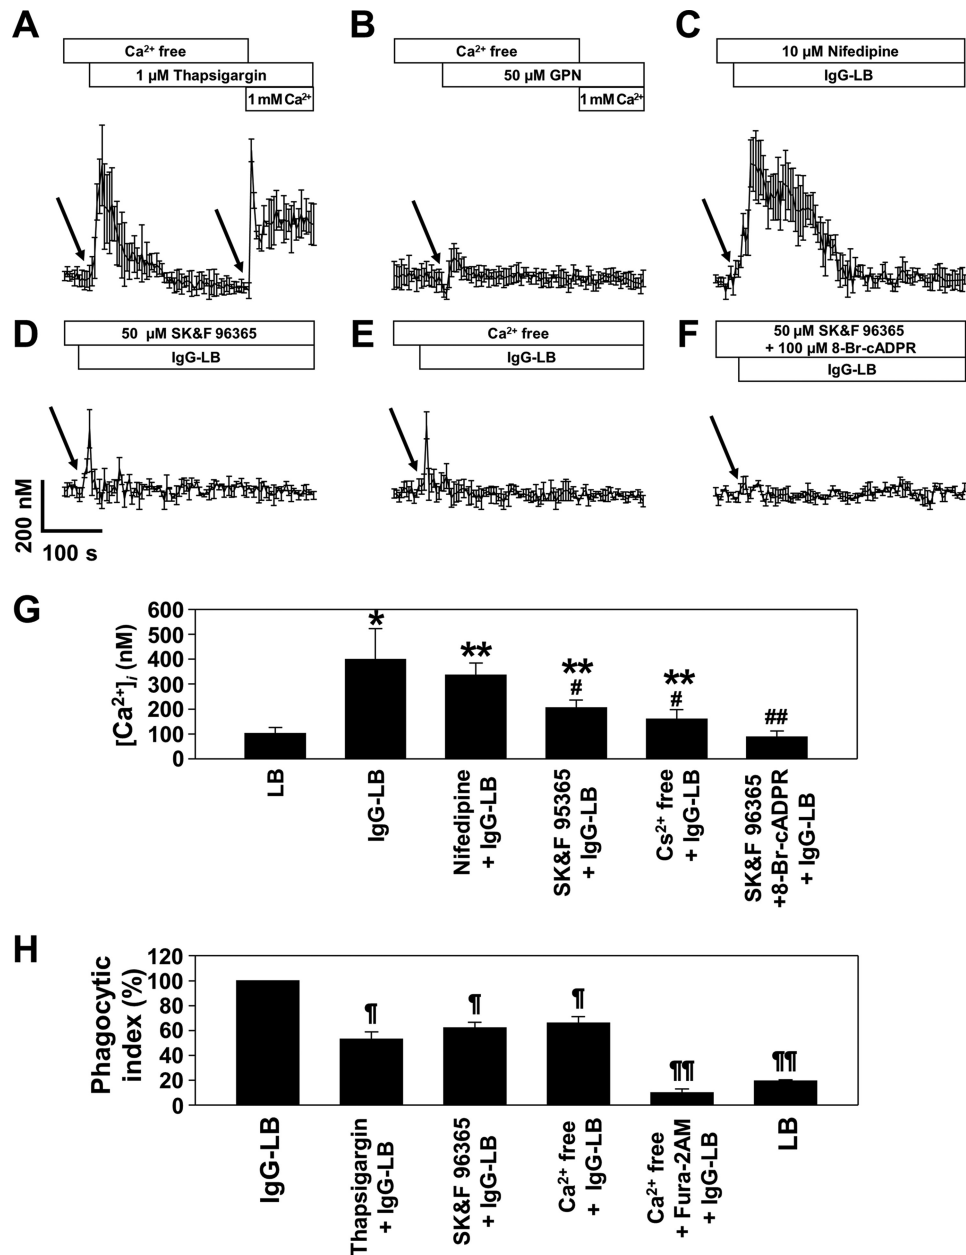 A
Ca²⁺ free
1 µM Thapsigargin
1 mM Ca²⁺
B
Ca²⁺ free
50 µM GPN
1 mM Ca²⁺
C
10 µM Nifedipine
IgG-LB
D
50 µM SK&F 96365
IgG-LB
E
Ca²⁺ free
IgG-LB
F
50 µM SK&F 96365
+ 100 µM 8-Br-cADPR
IgG-LB
200 nM
100 s
G
[Ca²⁺]i (nM)
600
500
400
300
200
100
0
*
**
**
#
**
#
##
LB
IgG-LB
Nifedipine
+ IgG-LB
SK&F 95365
+ IgG-LB
Cs²⁺ free
+ IgG-LB
SK&F 96365
+8-Br-cADPR
+ IgG-LB
H
Phagocytic
index (%)
120
100
80
60
40
20
0
¶
¶
¶
¶¶
¶¶
IgG-LB
Thapsigargin
+ IgG-LB
SK&F 96365
+ IgG-LB
Ca²⁺ free
+ IgG-LB
Ca²⁺ free
+ Fura-2AM
+ IgG-LB
LB